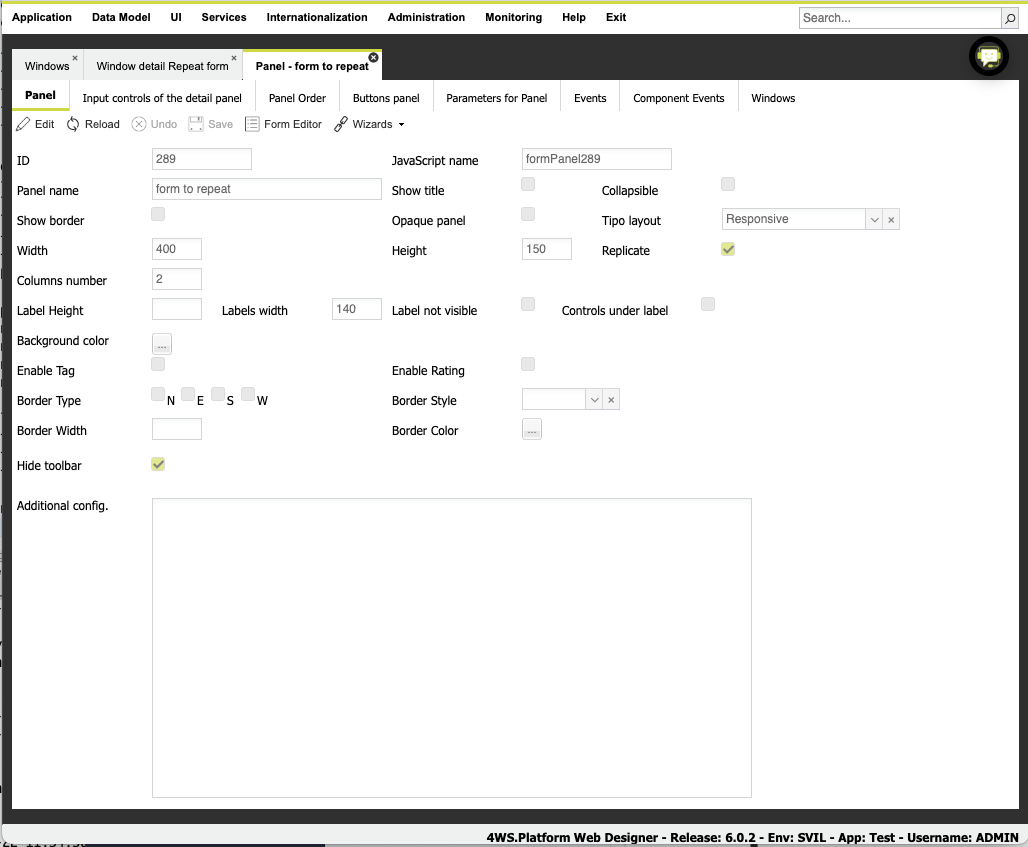 Application Data Model UI Services Internationalization Administration Monitoring Help Exit Search...
Windows Window detail Repeat form Panel - form to repeat
Panel Input controls of the detail panel Panel Order Buttons panel Parameters for Panel Events Component Events Windows
Edit Reload Undo Save Form Editor Wizards
ID 289 JavaScript name formPanel289
Panel name form to repeat Show title Collapsible
Show border Opaque panel Tipo layout Responsive
Width 400 Height 150 Replicate
Columns number 2
Label Height Labels width 140 Label not visible Controls under label
Background color ...
Enable Tag Enable Rating
Border Type N E S W Border Style
Border Width Border Color ...
Hide toolbar
Additional config.
4WS.Platform Web Designer - Release: 6.0.2 - Env: SVIL - App: Test - Username: ADMIN